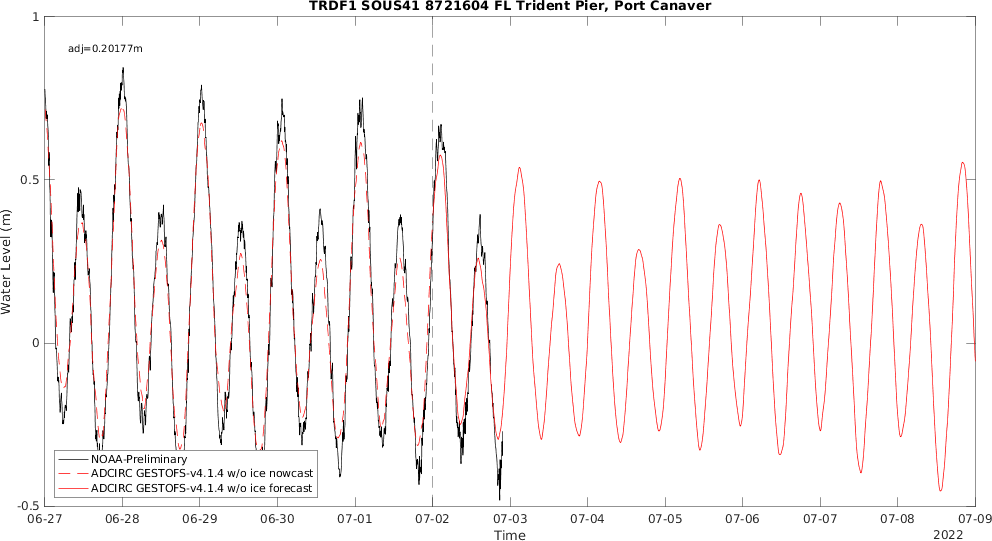 TRDF1 SOUS41 8721604 FL Trident Pier, Port Canaver
adj=0.20177m
Water Level (m)
1
0.5
0
-0.5
NOAA-Preliminary
ADCIRC GESTOFS-v4.1.4 w/o ice nowcast
ADCIRC GESTOFS-v4.1.4 w/o ice forecast
06-27 06-28 06-29 06-30 07-01 07-02 07-03 07-04 07-05 07-06 07-07 07-08 07-09
Time
2022